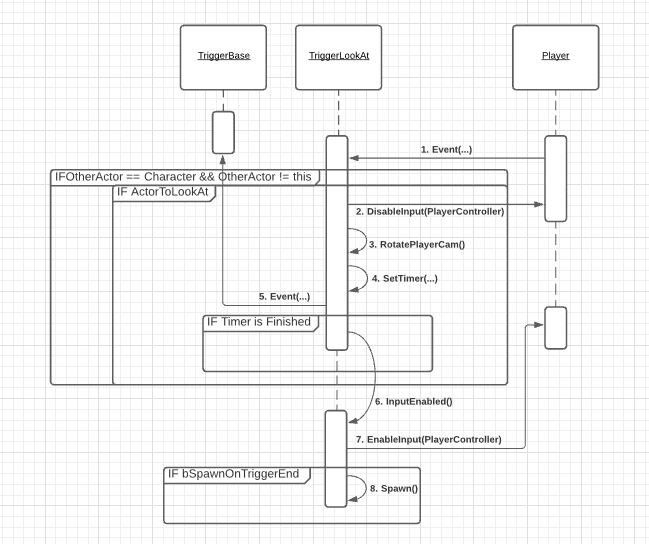 TriggerBase
TriggerLookAt
Player
1. Event(...)
IFOtherActor == Character && OtherActor != this
IF ActorToLookAt
2. DisableInput(PlayerController)
3. RotatePlayerCam()
4. SetTimer(...)
5. Event(...)
IF Timer is Finished
6. InputEnabled()
7. EnableInput(PlayerController)
IF bSpawnOnTriggerEnd
8. Spawn()